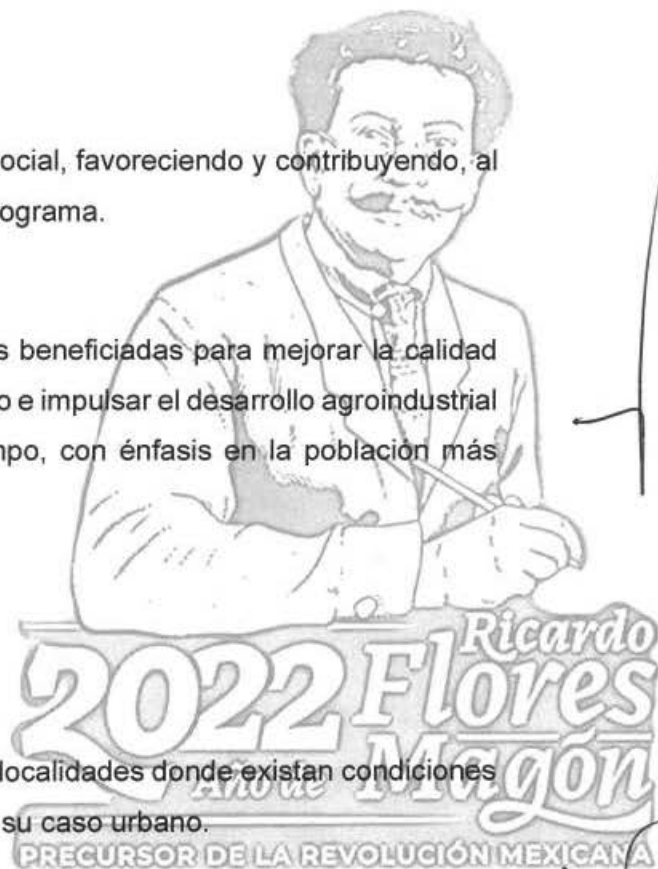 ocial, favoreciendo y contribuyendo, al
ograma.
s beneficiadas para mejorar la calidad
o e impulsar el desarrollo agroindustrial
npo, con énfasis en la población más
Ricardo
2022 Flores
localidades donde existan condiciones
Año de Magón
su caso urbano.
PRECURSOR DE LA REVOLUCIÓN MEXICANA